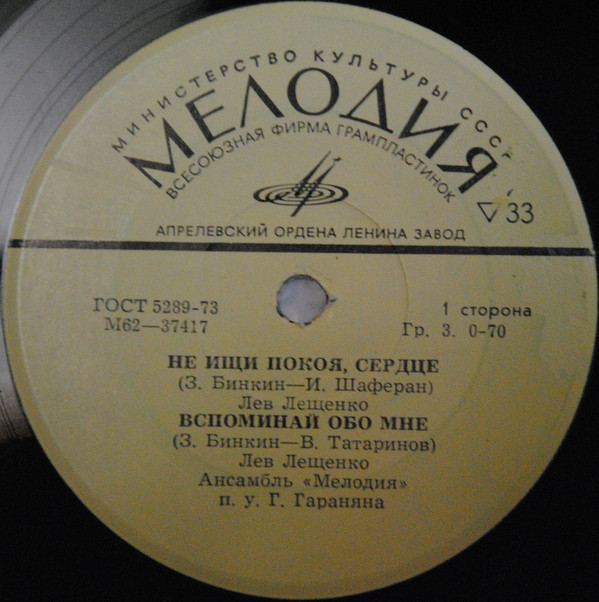 МИНИСТЕРСТВО КУЛЬТУРЫ СССР
МЕЛОДИЯ
ВСЕСОЮЗНАЯ ФИРМА ГРАМПЛАСТИНОК
33
АПРЕЛЕВСКИЙ ОРДЕНА ЛЕНИНА ЗАВОД
ГОСТ 5289-73
М62—37417
1 сторона
Гр. 3. 0-70
НЕ ИЩИ ПОКОЯ, СЕРДЦЕ
(З. Бинкин—И. Шаферан)
Лев Лещенко
ВСПОМИНАЙ ОБО МНЕ
(З. Бинкин—В. Татаринов)
Лев Лещенко
Ансамбль «Мелодия»
п. у. Г. Гараняна